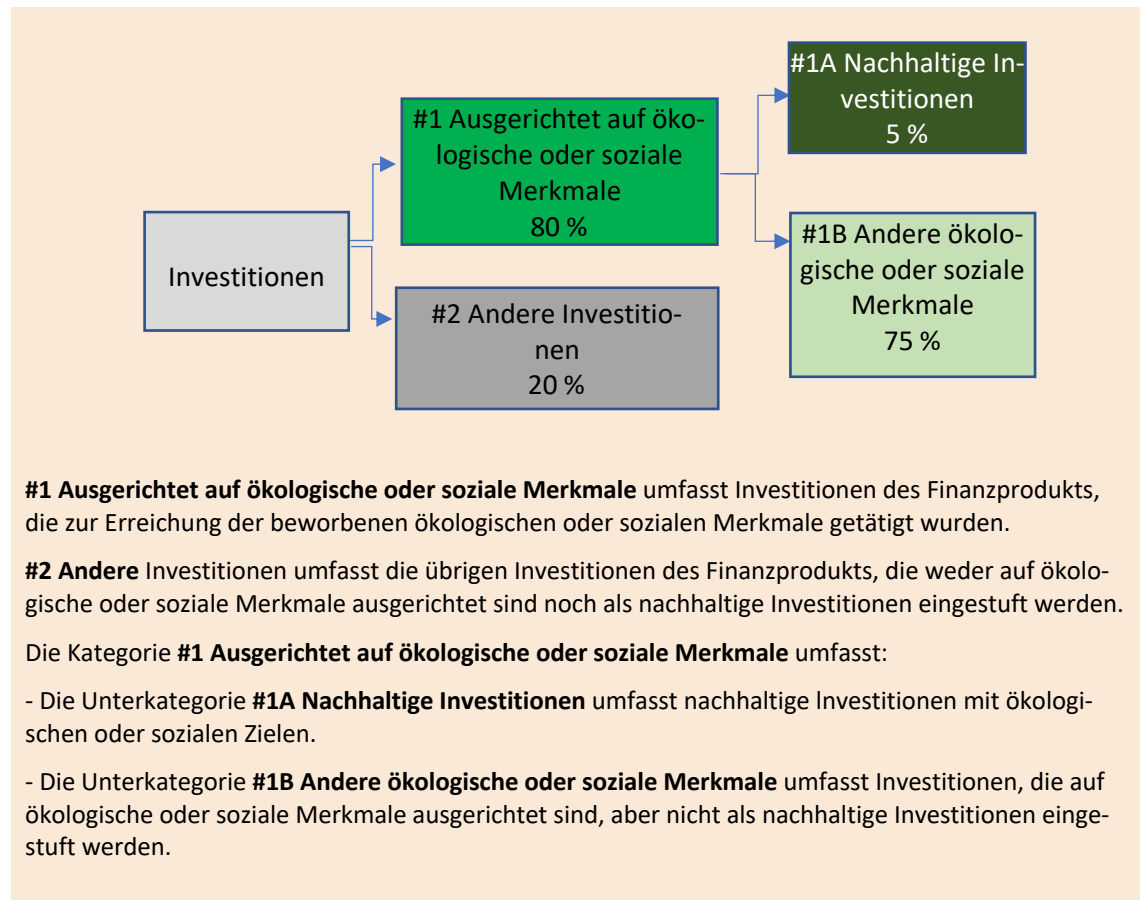 #1A Nachhaltige In-
vestitionen
5 %
#1 Ausgerichtet auf öko-
logische oder soziale
Merkmale
80 %
#1B Andere ökolo-
gische oder soziale
Merkmale
75 %
Investitionen
#2 Andere Investitio-
nen
20 %
#1 Ausgerichtet auf ökologische oder soziale Merkmale umfasst Investitionen des Finanzprodukts,
die zur Erreichung der beworbenen ökologischen oder sozialen Merkmale getätigt wurden.
#2 Andere Investitionen umfasst die übrigen Investitionen des Finanzprodukts, die weder auf ökolo-
gische oder soziale Merkmale ausgerichtet sind noch als nachhaltige Investitionen eingestuft werden.
Die Kategorie #1 Ausgerichtet auf ökologische oder soziale Merkmale umfasst:
- Die Unterkategorie #1A Nachhaltige Investitionen umfasst nachhaltige lnvestitionen mit ökologi-
schen oder sozialen Zielen.
- Die Unterkategorie #1B Andere ökologische oder soziale Merkmale umfasst Investitionen, die auf
ökologische oder soziale Merkmale ausgerichtet sind, aber nicht als nachhaltige Investitionen einge-
stuft werden.